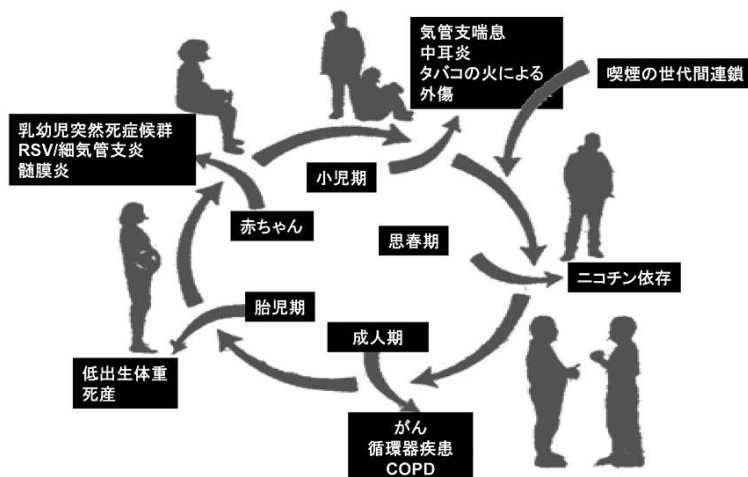 気管支喘息
中耳炎
タバコの火による
外傷
喫煙の世代間連鎖
乳幼児突然死症候群
RSV/細気管支炎
髄膜炎
小児期
赤ちゃん
思春期
ニコチン依存
胎児期
成人期
低出生体重
死産
がん
循環器疾患
COPD